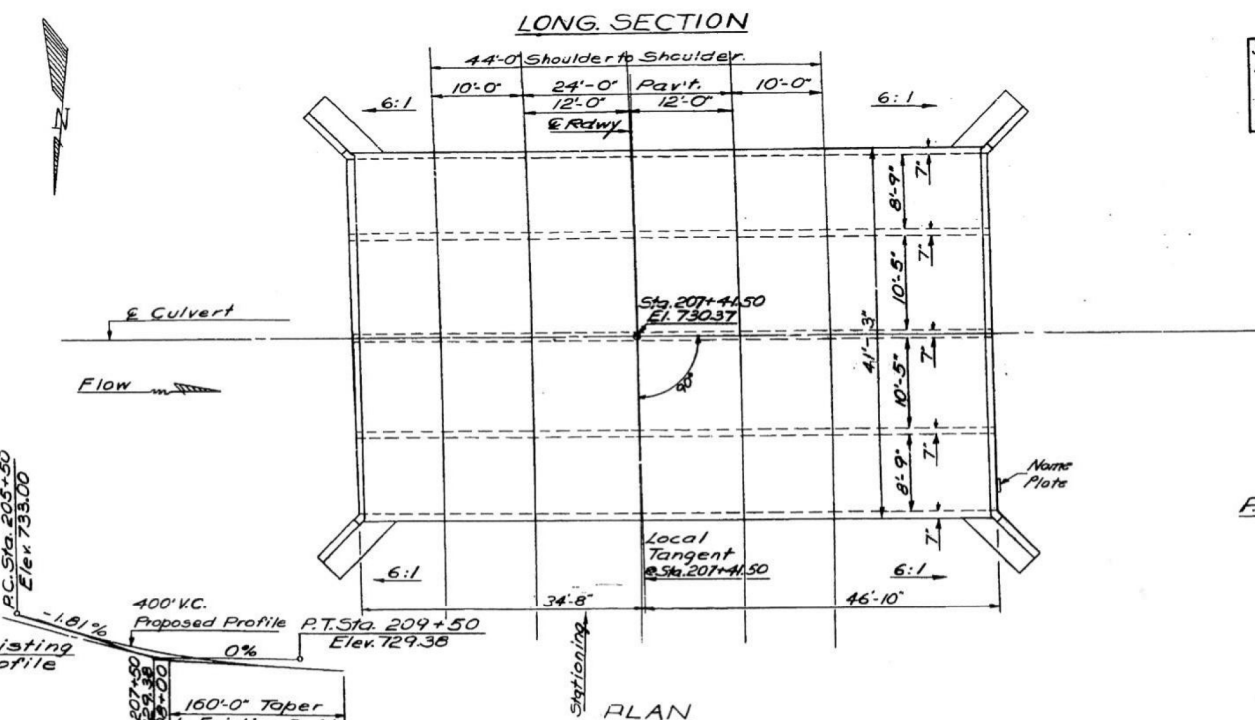 LONG. SECTION
44'-0" Shoulder to Shoulder.
10'-0" 24'-0" Pav't. 10'-0"
12'-0" 12'-0"
6:1 6:1
℄ Rdwy
N
7"
8'-9"
7"
10'-5"
Sta. 207+41.50
El. 730.37
℄ Culvert
41'-3"
7"
Flow
90°
10'-5"
7"
8'-9"
Name
Plate
7"
P.C. Sta. 205+50
Elev. 733.00
Local
Tangent
@ Sta. 207+41.50
6:1 6:1
34'-8" 46'-10"
400' V.C.
Proposed Profile
-1.81%
0%
P.T. Sta. 209+50
Elev. 729.38
207+50
29.38
8+00
160'-0" Taper
Stationing
PLAN